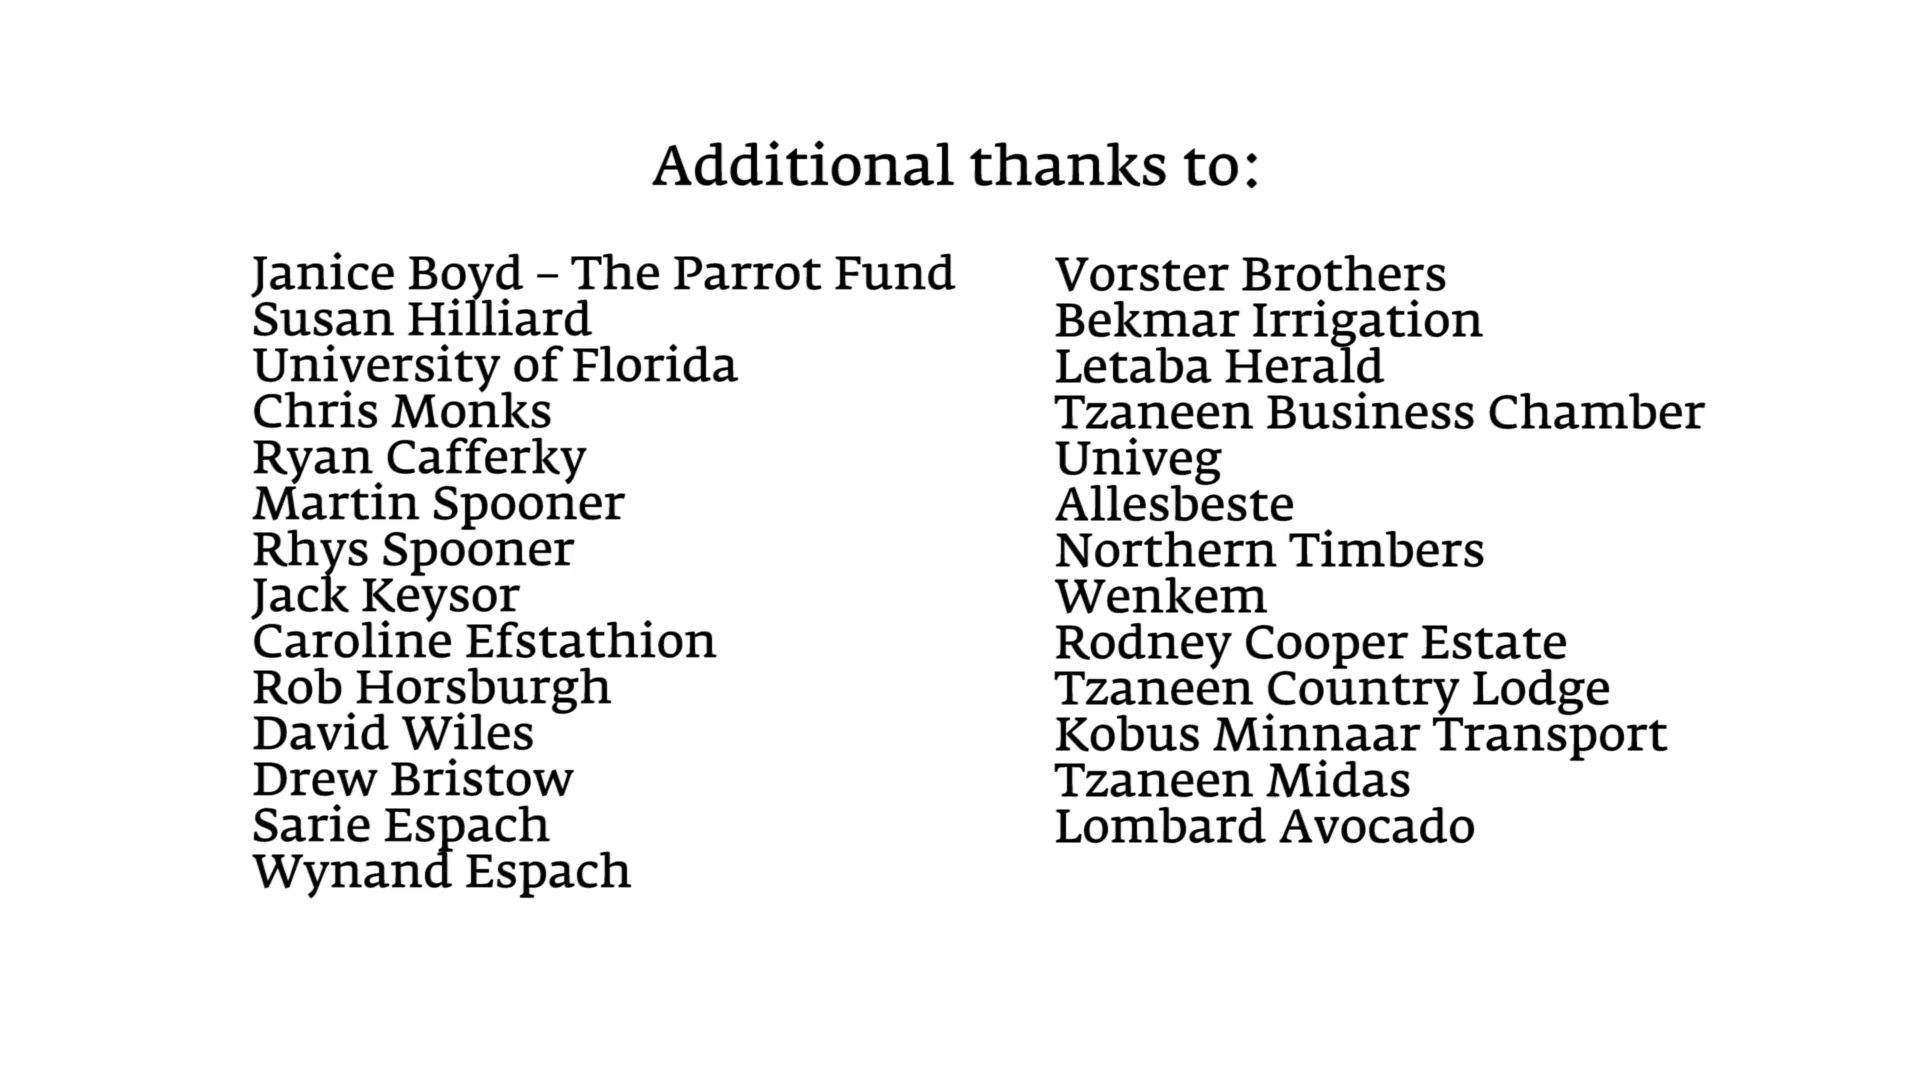 Additional thanks to:
Janice Boyd – The Parrot Fund
Susan Hilliard
University of Florida
Chris Monks
Ryan Cafferky
Martin Spooner
Rhys Spooner
Jack Keysor
Caroline Efstathion
Rob Horsburgh
David Wiles
Drew Bristow
Sarie Espach
Wynand Espach
Vorster Brothers
Bekmar Irrigation
Letaba Herald
Tzaneen Business Chamber
Univeg
Allesbeste
Northern Timbers
Wenkem
Rodney Cooper Estate
Tzaneen Country Lodge
Kobus Minnaar Transport
Tzaneen Midas
Lombard Avocado